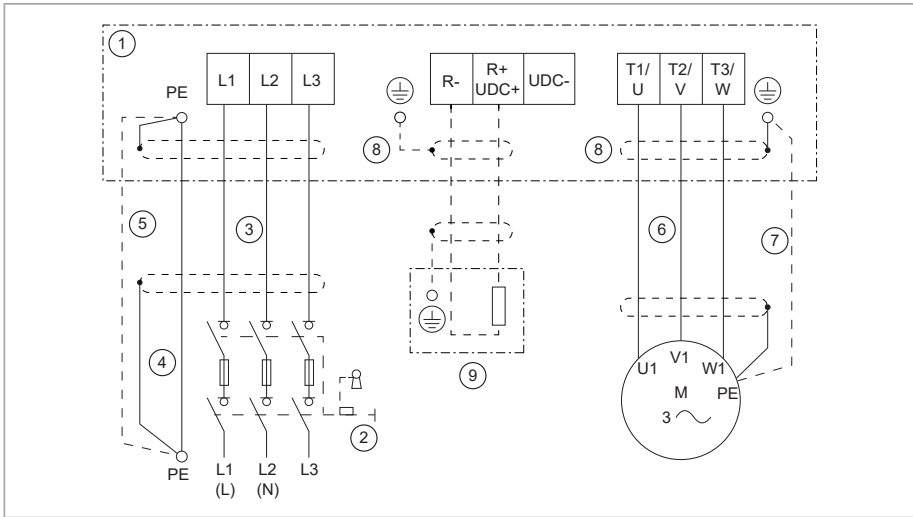 1
PE
L1 L2 L3
R- R+ UDC+ UDC-
T1/ U T2/ V T3/ W
8
8
5
3
6
7
4
9
2
U1 V1 W1
M PE
3
PE
L1 (L) L2 (N) L3